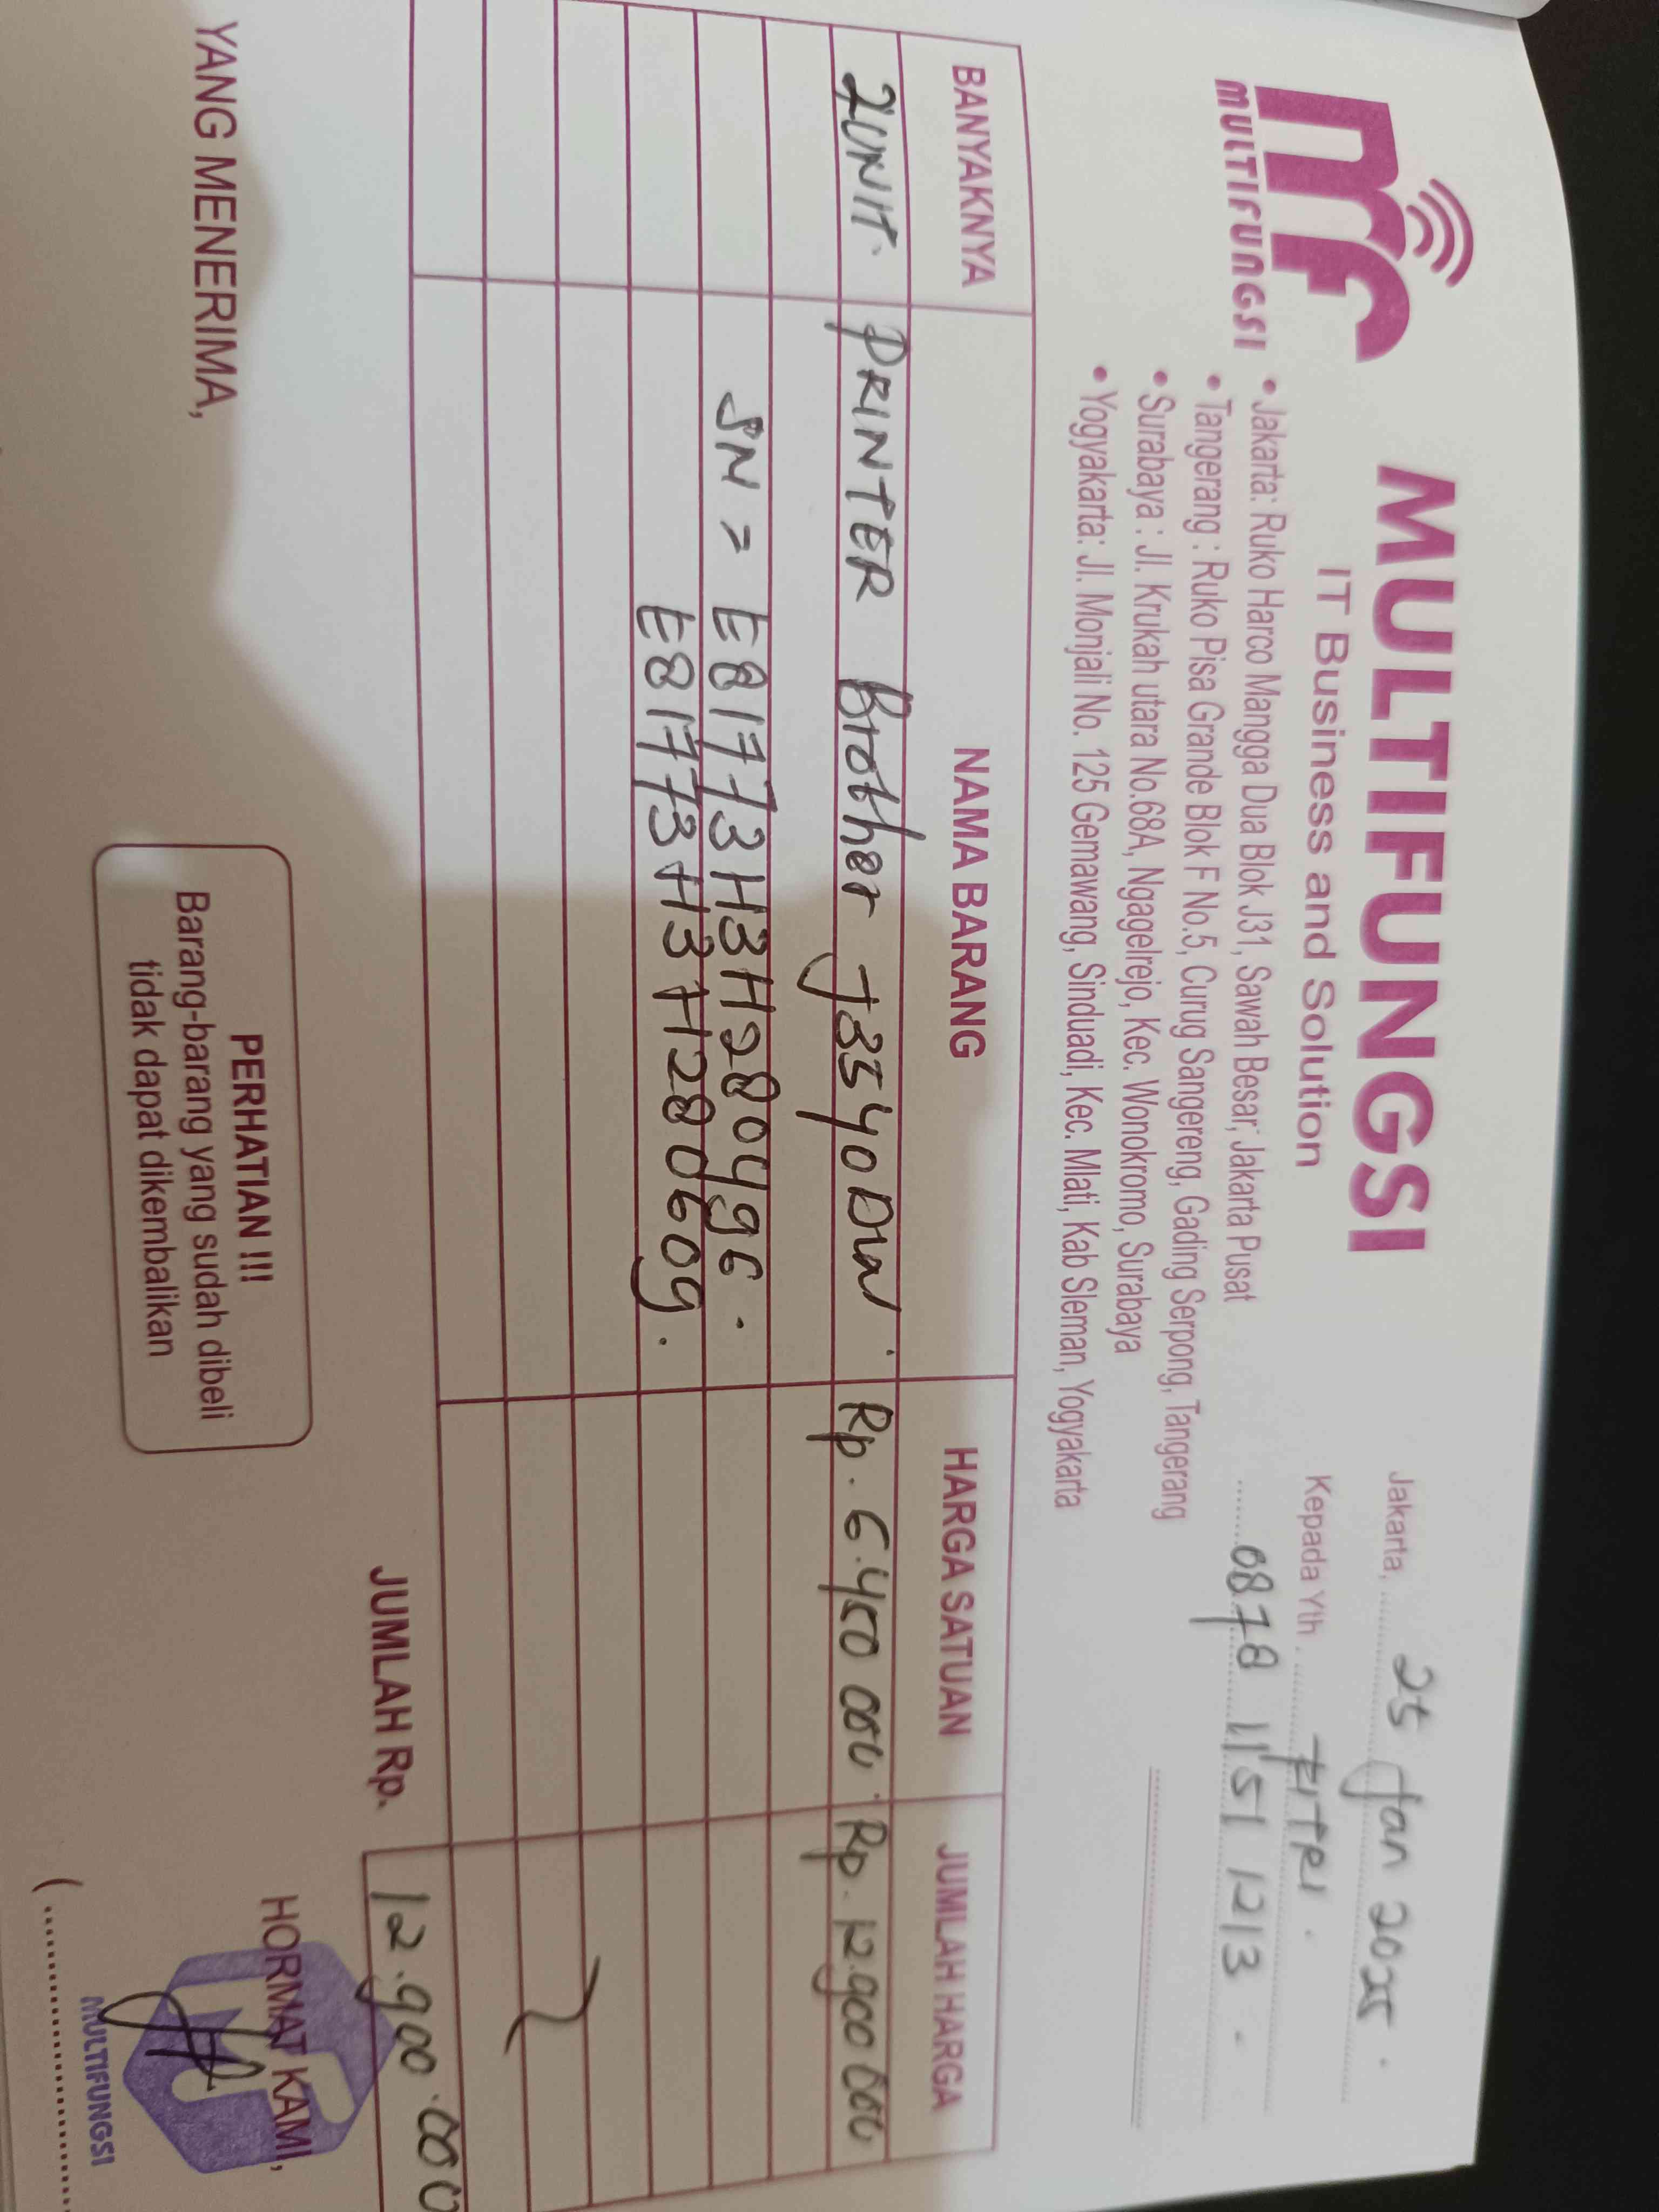 MULTIFUNGSI
MULTIFUNGSI
IT Business and Solution
• Jakarta: Ruko Harco Mangga Dua Blok J31, Sawah Besar, Jakarta Pusat
• Tangerang : Ruko Pisa Grande Blok F No.5, Curug Sangereng, Gading Serpong, Tangerang
• Surabaya : Jl. Krukah utara No.68A, Ngagelrejo, Kec. Wonokromo, Surabaya
• Yogyakarta: Jl. Monjali No. 125 Gemawang, Sinduadi, Kec. Mlati, Kab Sleman, Yogyakarta
Jakarta, 25 Jan 2025.
Kepada Yth. FITRI.
0878 1151 1213 -
BANYAKNYA NAMA BARANG HARGA SATUAN JUMLAH HARGA
2 UNIT. PRINTER Brother J3540DW. Rp. 6.450 000. Rp. 12.900 000
SN = E81773H3H280496.
E81773H3H280609.
JUMLAH Rp. 12.900.000
YANG MENERIMA,
PERHATIAN !!!
Barang-barang yang sudah dibeli
tidak dapat dikembalikan
HORMAT KAMI,
MULTIFUNGSI